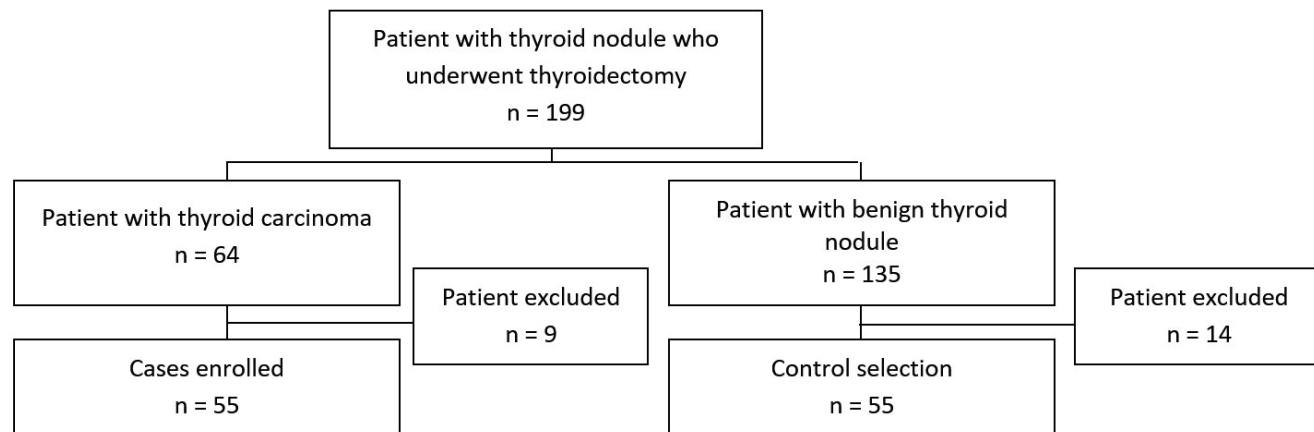 Patient with thyroid nodule who
underwent thyroidectomy
n = 199
Patient with thyroid carcinoma
n = 64
Patient with benign thyroid
nodule
n = 135
Patient excluded
n = 9
Patient excluded
n = 14
Cases enrolled
n = 55
Control selection
n = 55